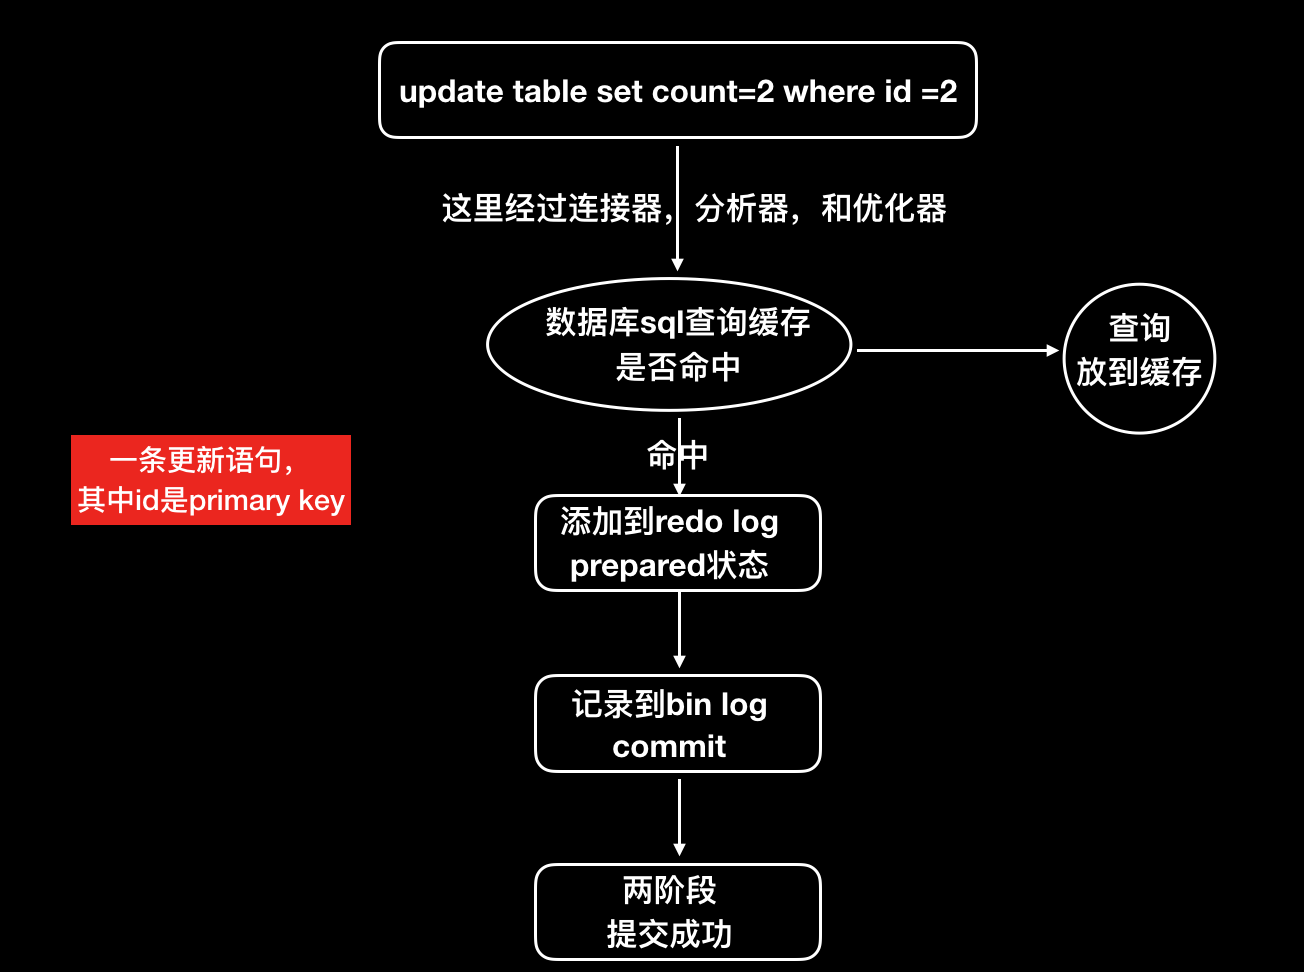 update table set count=2 where id =2
这里经过连接器，分析器，和优化器
数据库sql查询缓存
是否命中
查询
放到缓存
命中
一条更新语句，
其中id是primary key
添加到redo log
prepared状态
记录到bin log
commit
两阶段
提交成功